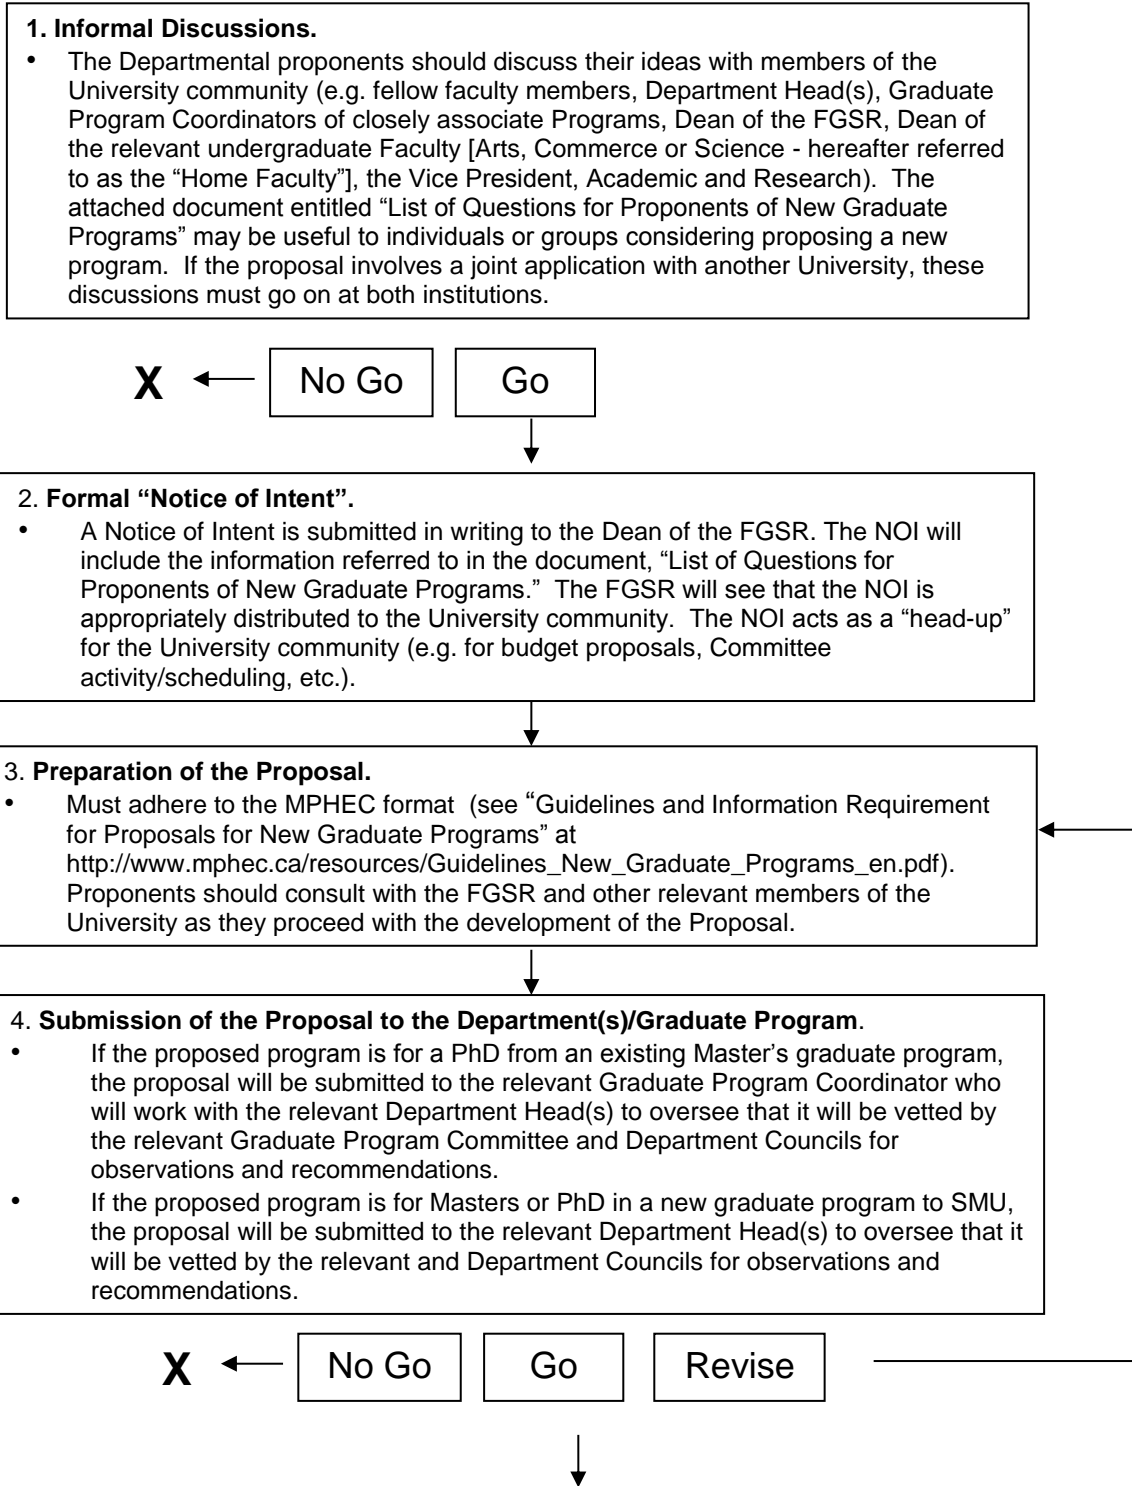 1. Informal Discussions.
• The Departmental proponents should discuss their ideas with members of the
University community (e.g. fellow faculty members, Department Head(s), Graduate
Program Coordinators of closely associate Programs, Dean of the FGSR, Dean of
the relevant undergraduate Faculty [Arts, Commerce or Science - hereafter referred
to as the “Home Faculty”], the Vice President, Academic and Research). The
attached document entitled “List of Questions for Proponents of New Graduate
Programs” may be useful to individuals or groups considering proposing a new
program. If the proposal involves a joint application with another University, these
discussions must go on at both institutions.
X No Go Go
2. Formal “Notice of Intent”.
• A Notice of Intent is submitted in writing to the Dean of the FGSR. The NOI will
include the information referred to in the document, “List of Questions for
Proponents of New Graduate Programs.” The FGSR will see that the NOI is
appropriately distributed to the University community. The NOI acts as a “head-up”
for the University community (e.g. for budget proposals, Committee
activity/scheduling, etc.).
3. Preparation of the Proposal.
• Must adhere to the MPHEC format (see “Guidelines and Information Requirement
for Proposals for New Graduate Programs” at
http://www.mphec.ca/resources/Guidelines_New_Graduate_Programs_en.pdf).
Proponents should consult with the FGSR and other relevant members of the
University as they proceed with the development of the Proposal.
4. Submission of the Proposal to the Department(s)/Graduate Program.
• If the proposed program is for a PhD from an existing Master’s graduate program,
the proposal will be submitted to the relevant Graduate Program Coordinator who
will work with the relevant Department Head(s) to oversee that it will be vetted by
the relevant Graduate Program Committee and Department Councils for
observations and recommendations.
• If the proposed program is for Masters or PhD in a new graduate program to SMU,
the proposal will be submitted to the relevant Department Head(s) to oversee that it
will be vetted by the relevant and Department Councils for observations and
recommendations.
X No Go Go Revise